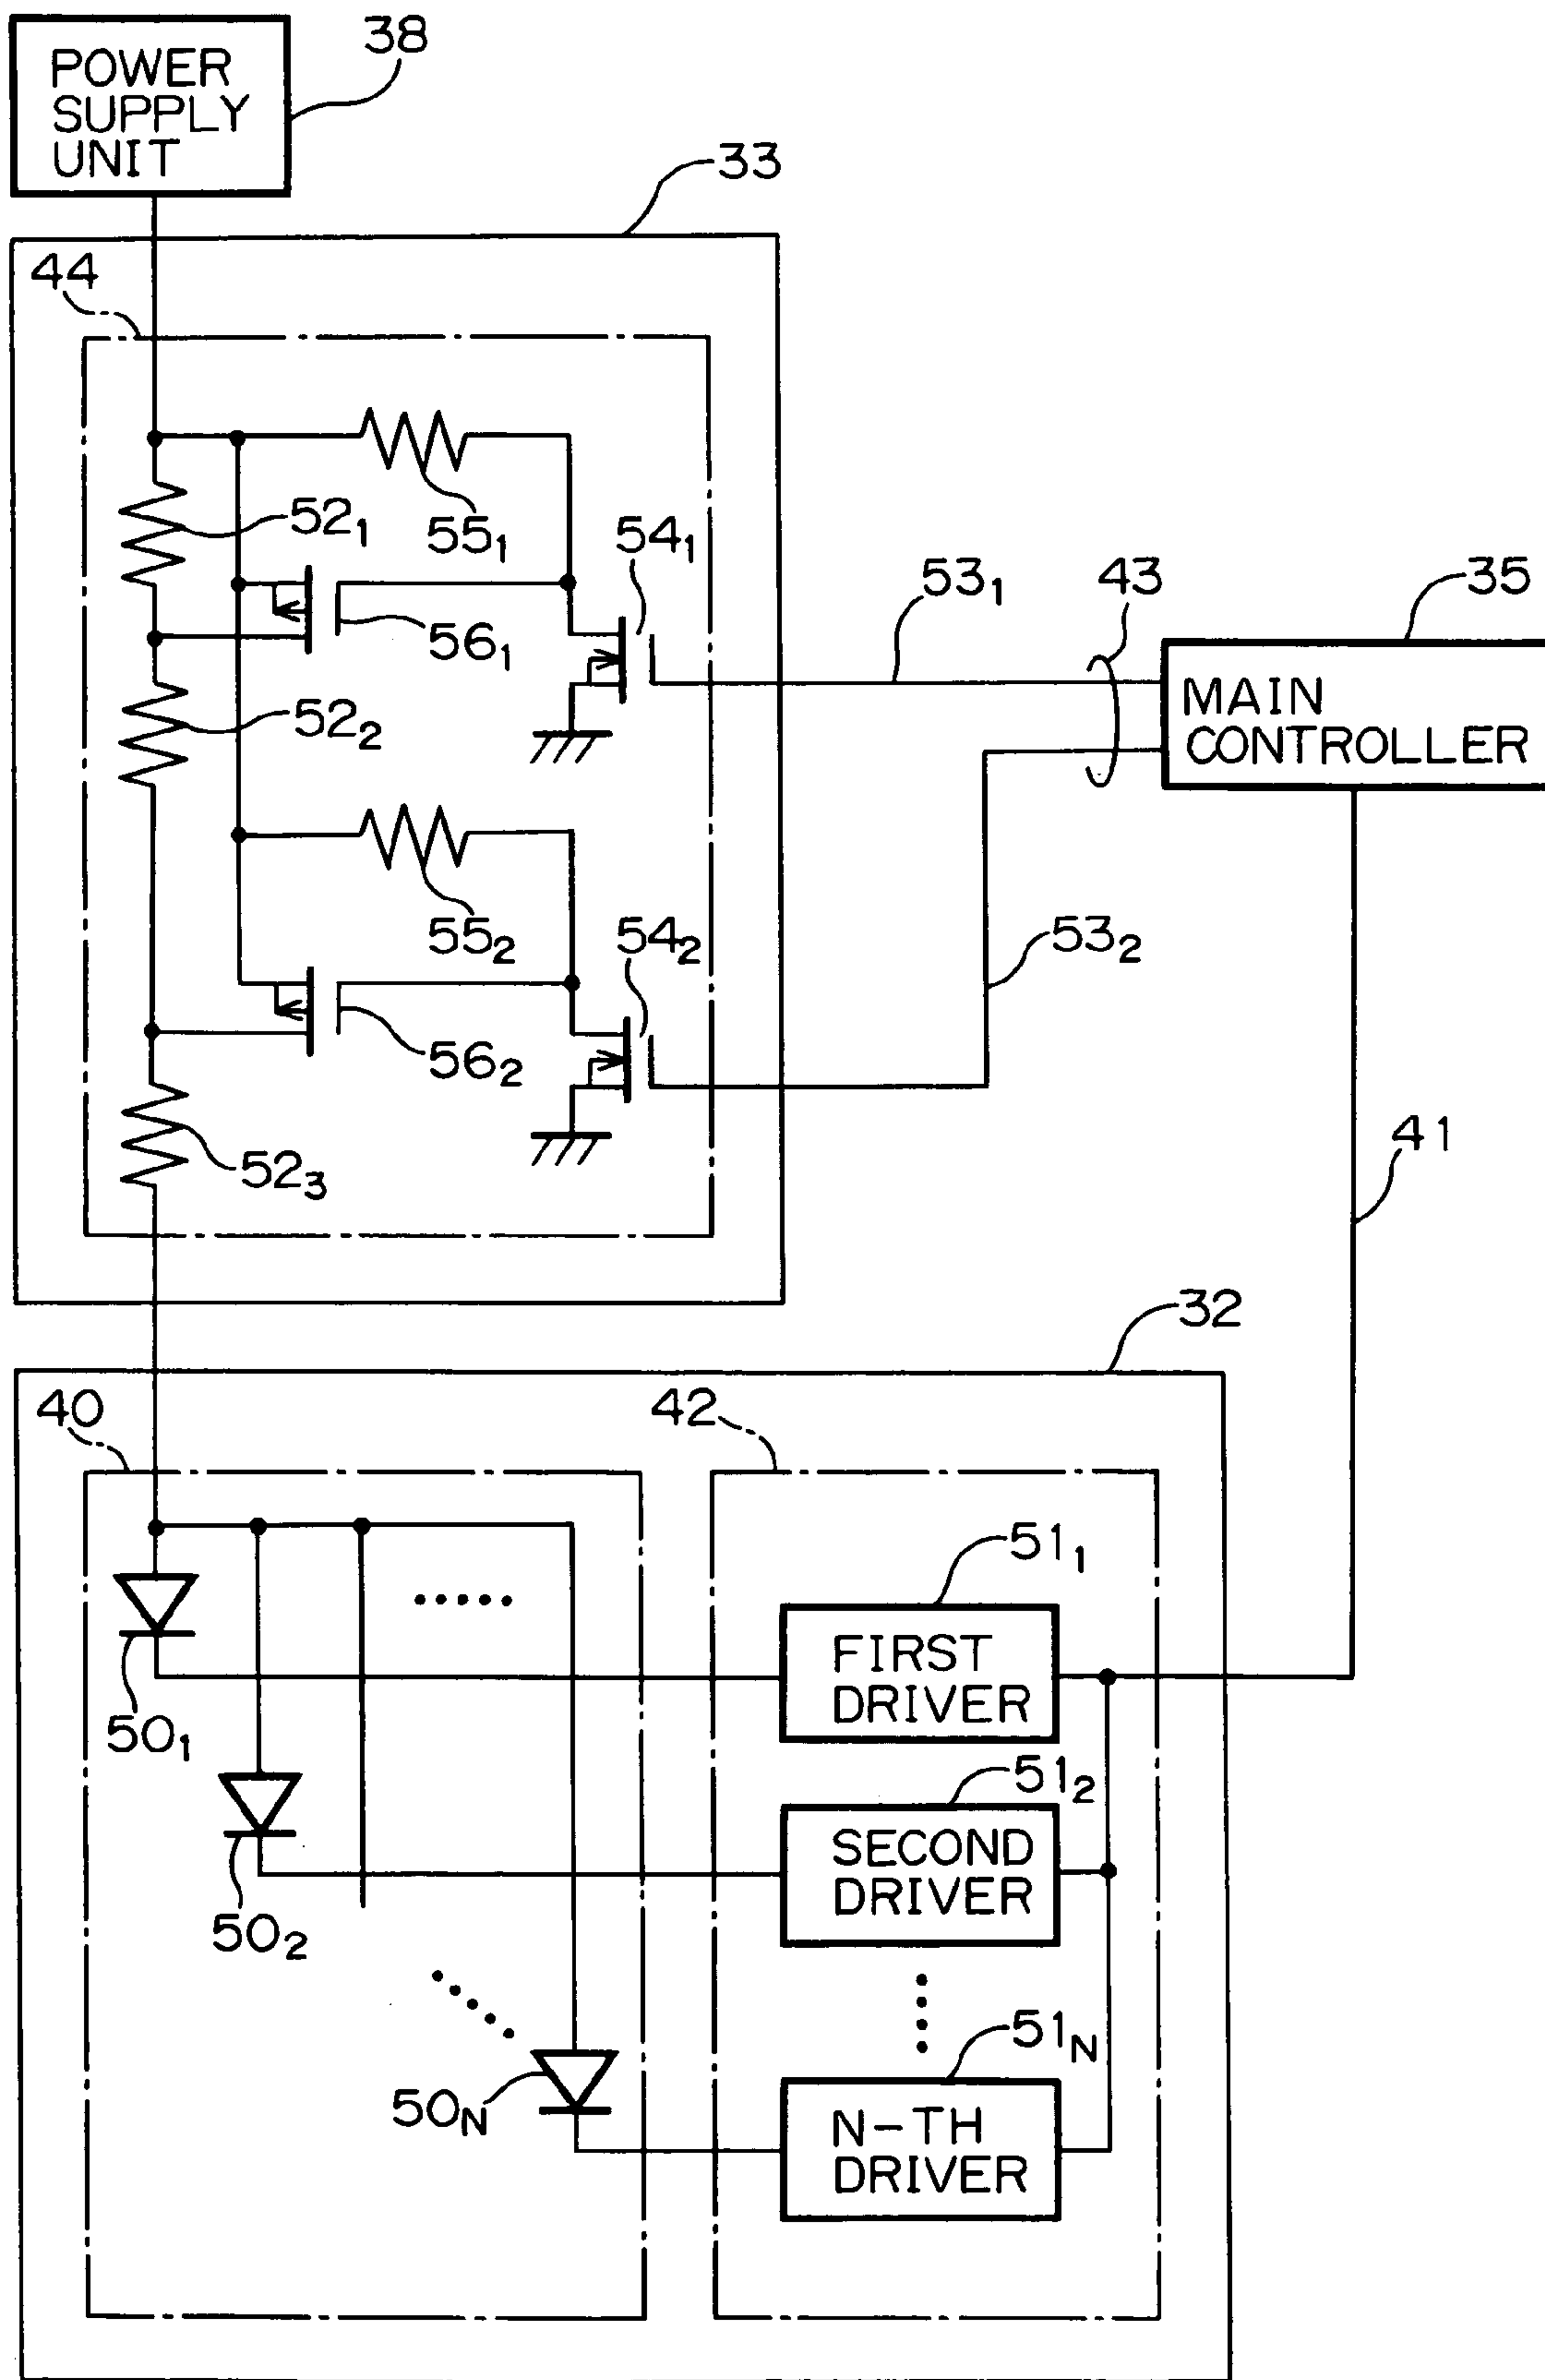 38
POWER
SUPPLY
UNIT
33
44
52₁
55₁
54₁
53₁
43
35
56₁
MAIN
CONTROLLER
52₂
55₂
54₂
53₂
56₂
41
52₃
32
40
42
51₁
FIRST
DRIVER
50₁
51₂
SECOND
DRIVER
50₂
51N
50N
N-TH
DRIVER